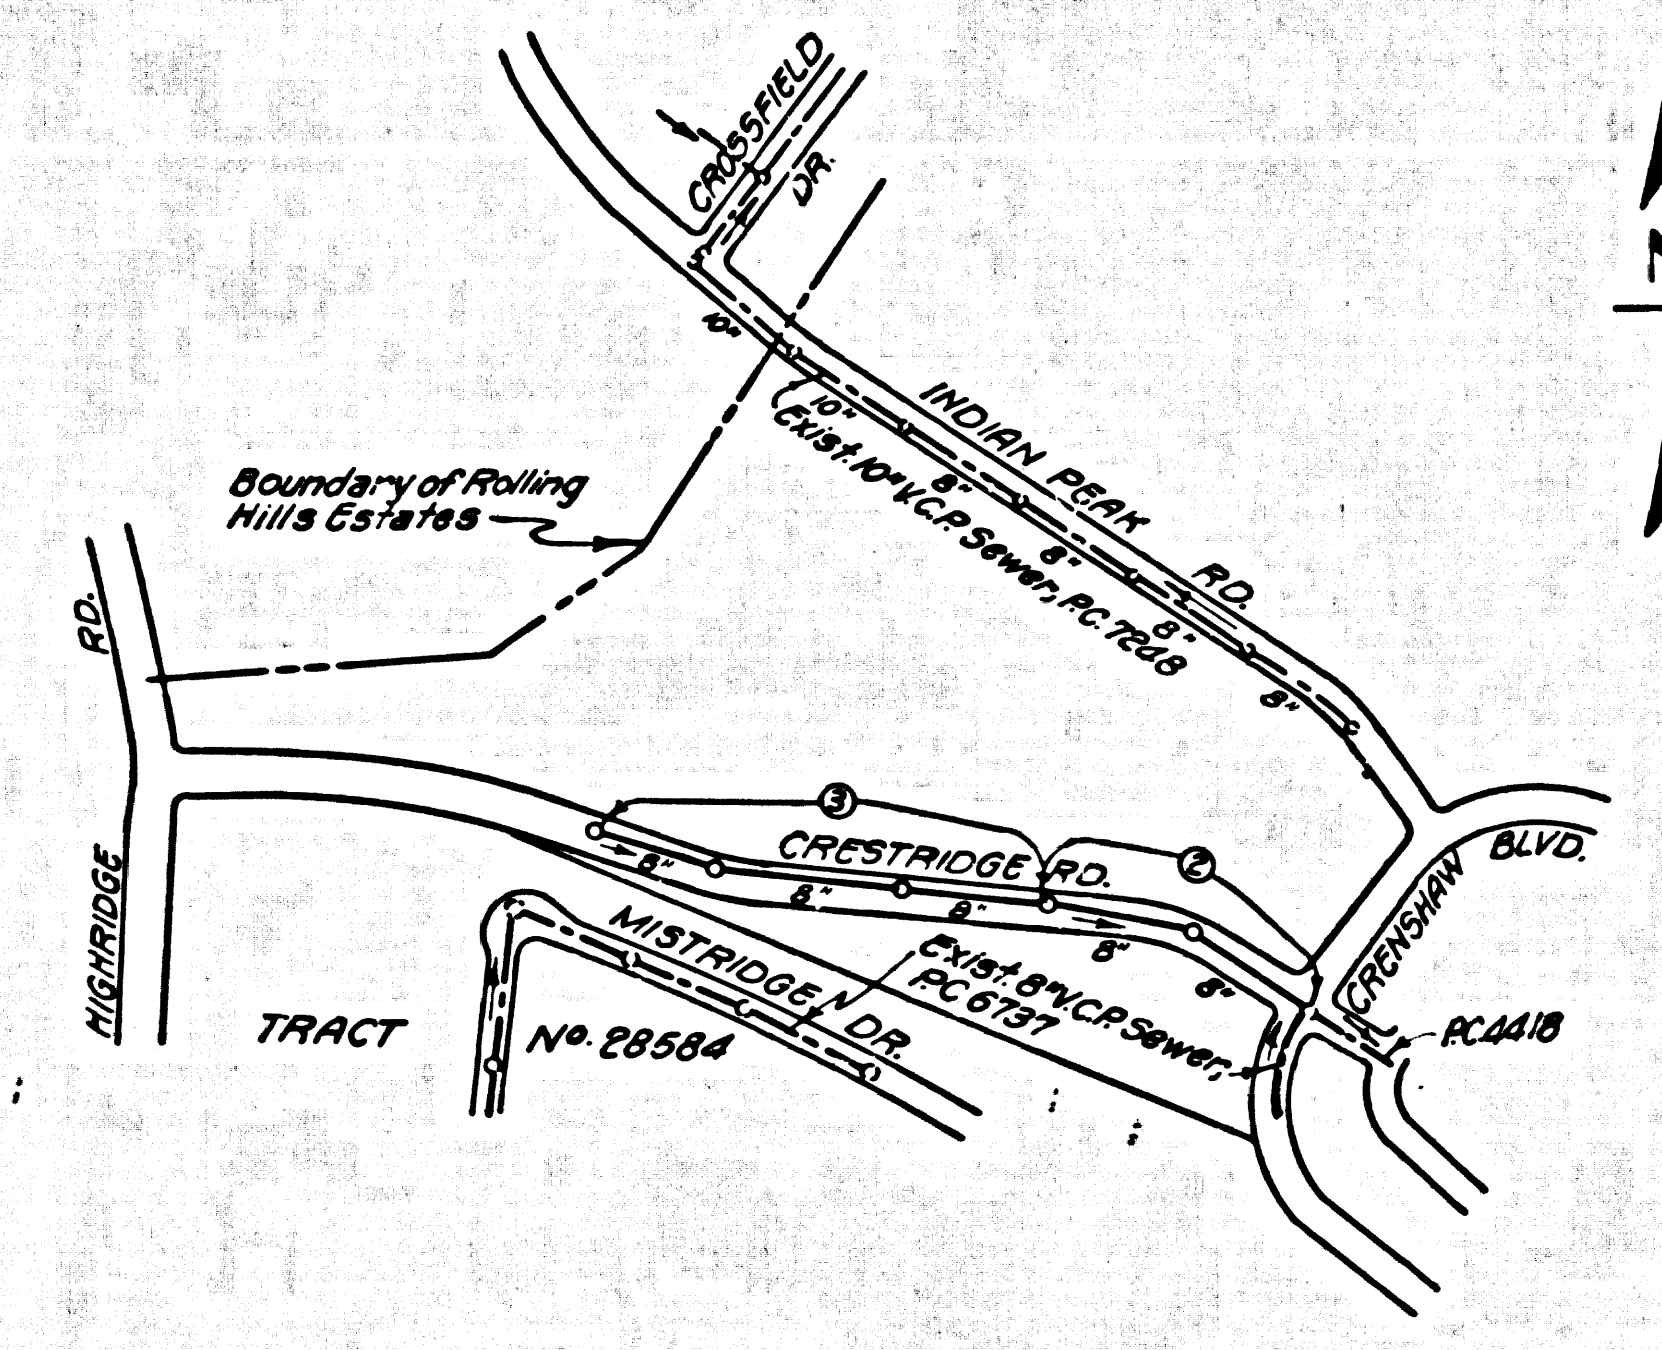 CROSSFIELD
DR.
10"
INDIAN PEAK RD.
10"
8"
8"
8"
8"
Exist. 10" V.C.P. Sewer, P.C. 7248
Boundary of Rolling
Hills Estates
N
HIGHRIDGE RD.
3
2
CRESTRIDGE RD.
8"
8"
8"
8"
8"
CRENSHAW BLVD.
MISTRIDGE DR.
Exist. 8" V.C.P. Sewer,
P.C. 6737
P.C. 4418
TRACT No. 28584